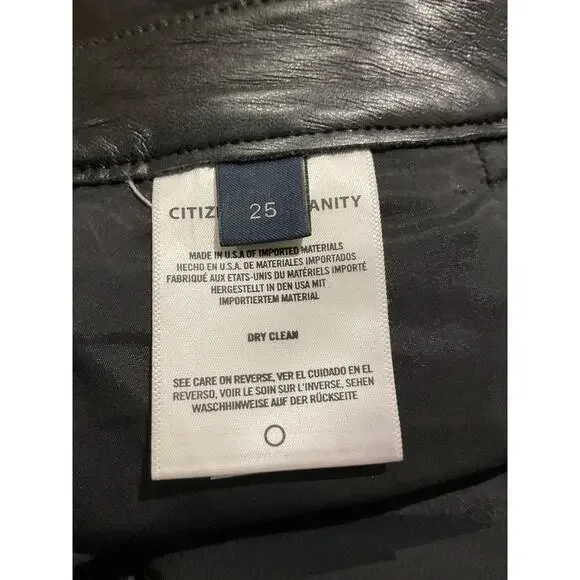 CITIZ ANITY
25
MADE IN U.S.A OF IMPORTED MATERIALS
HECHO EN U.S.A. DE MATERIALES IMPORTADOS
FABRIQUÉ AUX ETATS-UNIS DU MATÉRIELS IMPORTÉ
HERGESTELLT IN DEN USA MIT
IMPORTIERTEM MATERIAL
DRY CLEAN
SEE CARE ON REVERSE, VER EL CUIDADO EN EL
REVERSO, VOIR LE SOIN SUR L'INVERSE, SEHEN
WASCHHINWEISE AUF DER RÜCKSEITE